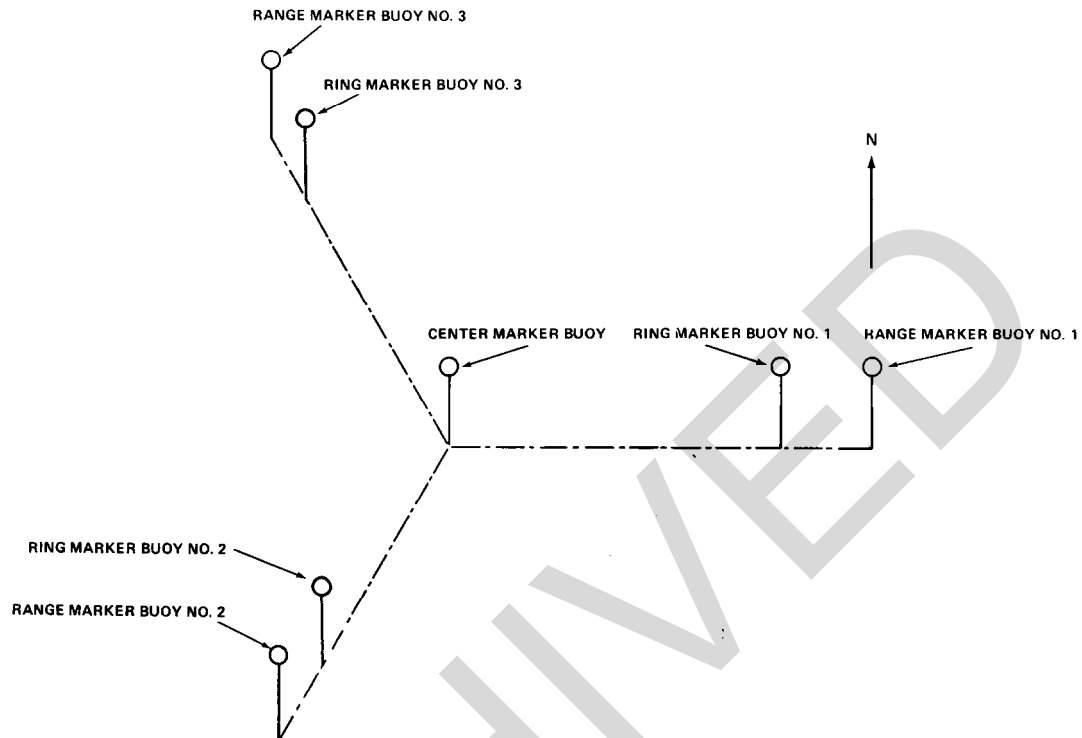 RANGE MARKER BUOY NO. 3
RING MARKER BUOY NO. 3
N
CENTER MARKER BUOY
RING MARKER BUOY NO. 1
RANGE MARKER BUOY NO. 1
RING MARKER BUOY NO. 2
RANGE MARKER BUOY NO. 2
HIVED